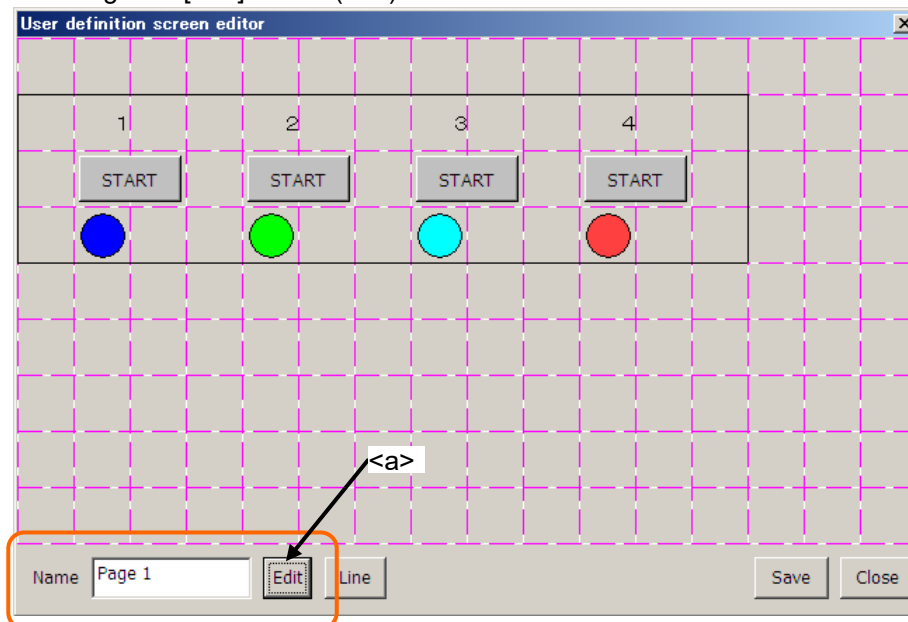 User definition screen editor
1 2 3 4
START START START START
<a>
Name Page 1 Edit Line Save Close